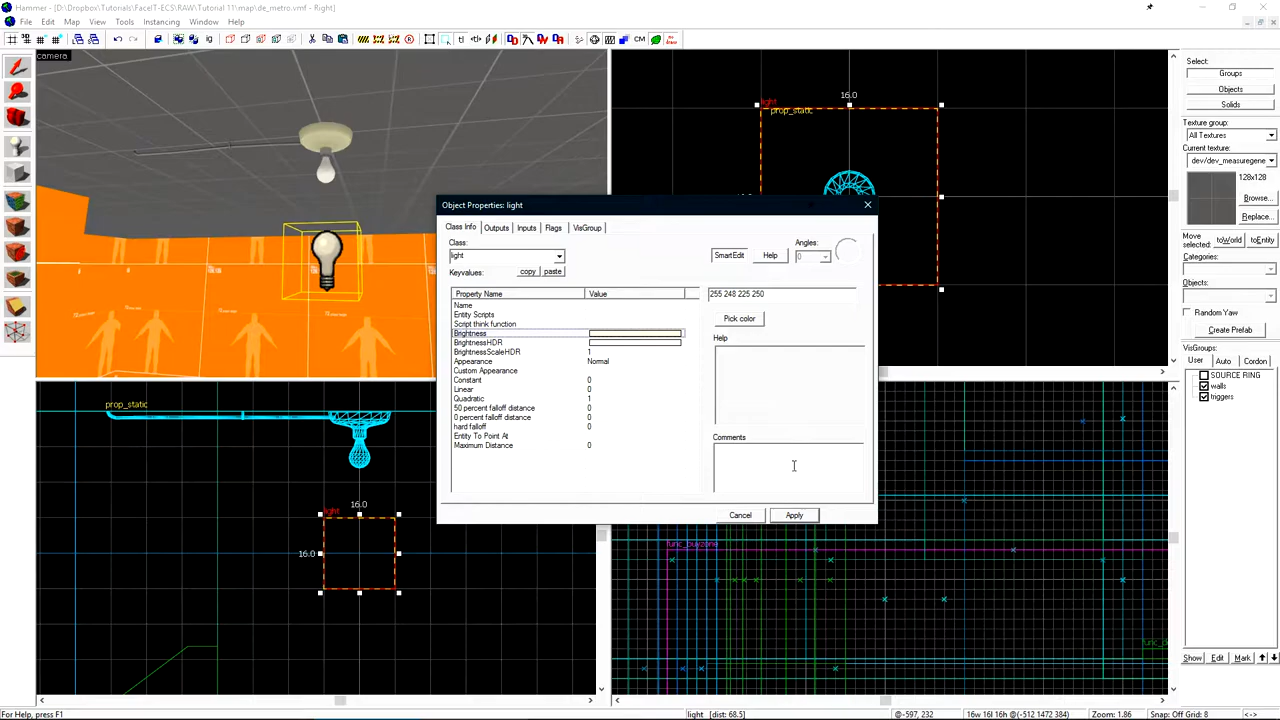 Hammer - [D:\Dropbox\Tutorials\FaceIT-ECS\RAW\Tutorial 11\map\de_metro.vmf - Right]
File Edit Map View Tools Instancing Window Help
camera
light
prop_static
16.0
Select:
Groups
Objects
Solids
Texture group:
All Textures
Current texture:
dev/dev_measuregene
128x128
Browse...
Replace...
Move selected:
toWorld
toEntity
Categories:
Objects:
Random Yaw
Create Prefab
VisGroups:
User Auto Cordon
SOURCE RING
walls
triggers
Show Edit Mark
Object Properties: light
Class Info Outputs Inputs Flags VisGroup
Class:
light
SmartEdit Help
Angles:
0
Keyvalues: copy paste
Property Name Value
Name
Entity Scripts
Script think function
Brightness
BrightnessHDR
BrightnessScaleHDR 1
Appearance Normal
Custom Appearance
Constant 0
Linear 0
Quadratic 1
50 percent falloff distance 0
0 percent falloff distance 0
hard falloff 0
Entity To Point At
Maximum Distance 0
255 248 225 250
Pick color
Help
Comments
Cancel Apply
prop_static
16.0
light
16.0
func_buyzone
For Help, press F1
light [dist: 68.5]
@-597, 232
16w 16l 16h @(-512 1472 384)
Zoom: 1.86
Snap: Off Grid: 8
<->